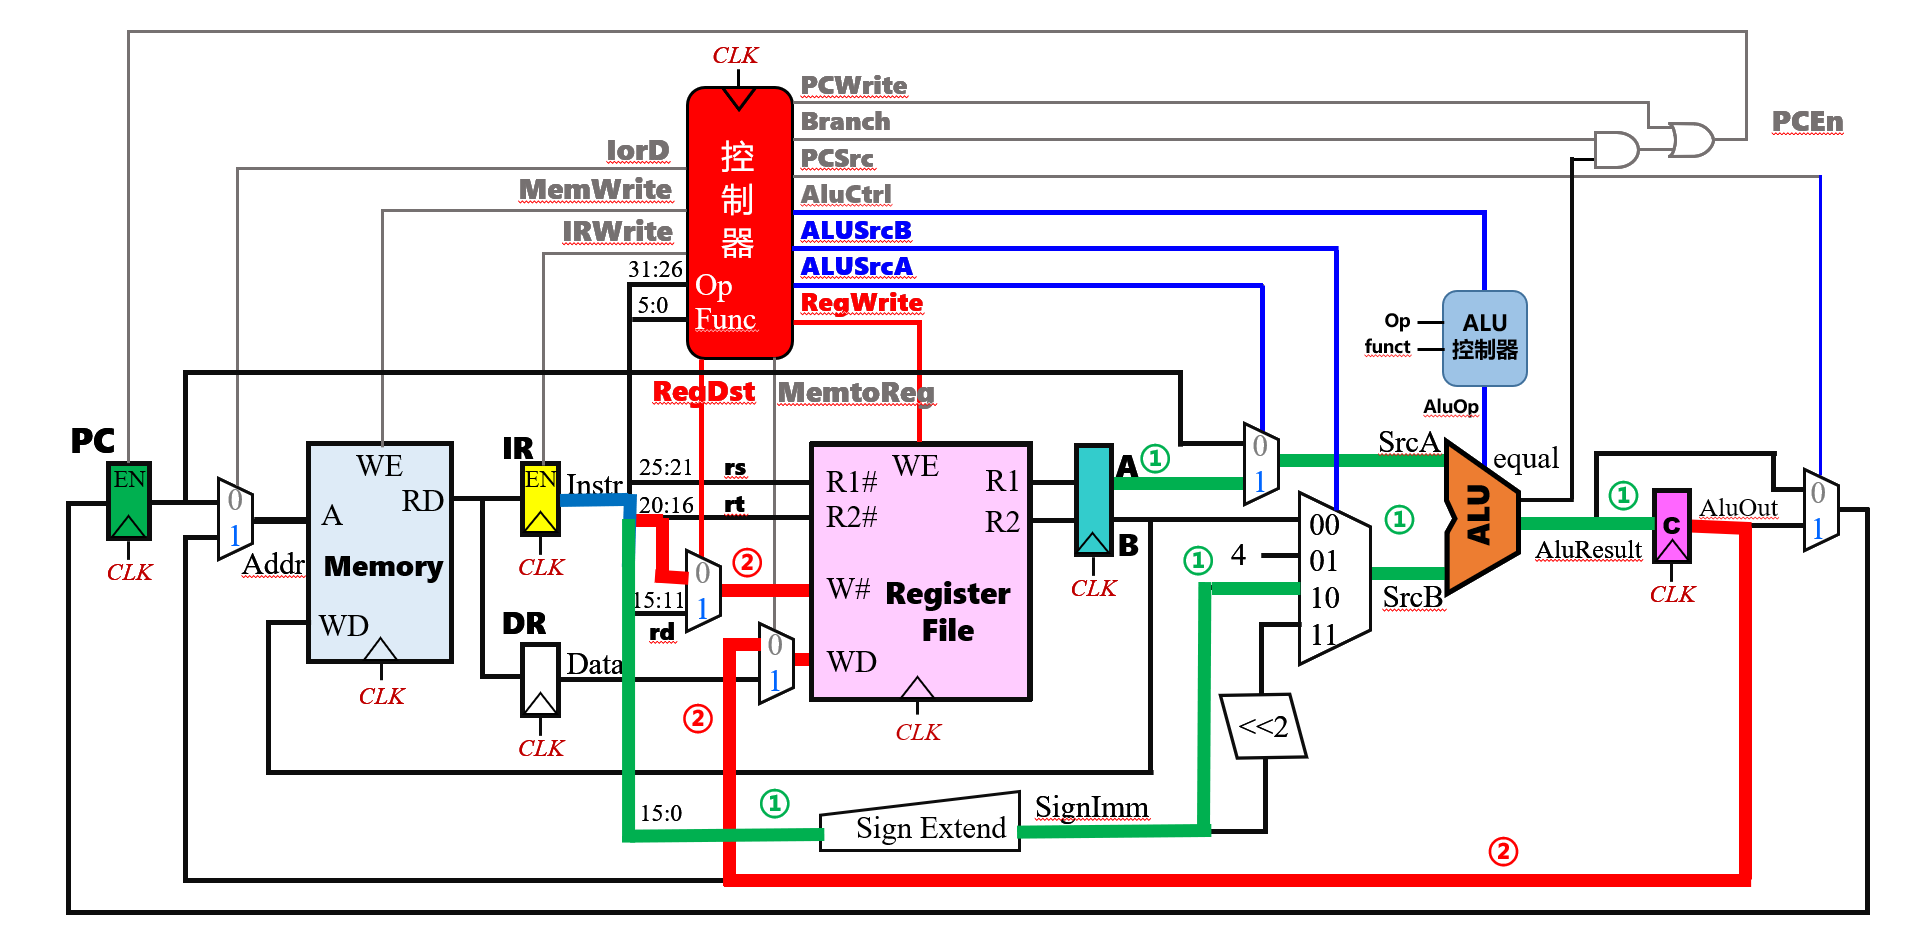 CLK
PCWrite
Branch
PCEn
PCSrc
IorD
控制器
MemWrite
AluCtrl
IRWrite
ALUSrcB
31:26
ALUSrcA
Op
5:0
RegWrite
Func
Op
funct
ALU
控制器
RegDst
MemtoReg
AluOp
PC
IR
EN
EN
WE
RD
Instr
25:21
rs
20:16
rt
R1#
R2#
WE
R1
R2
A
①
B
0
1
SrcA
equal
0
1
A
Addr
Memory
WD
CLK
CLK
CLK
DR
Data
CLK
0
1
②
15:11
rd
W#
Register
File
WD
0
1
②
CLK
CLK
4
①
00
01
10
11
①
SrcB
ALU
①
AluResult
C
AluOut
CLK
0
1
<<2
15:0
①
Sign Extend
SignImm
②